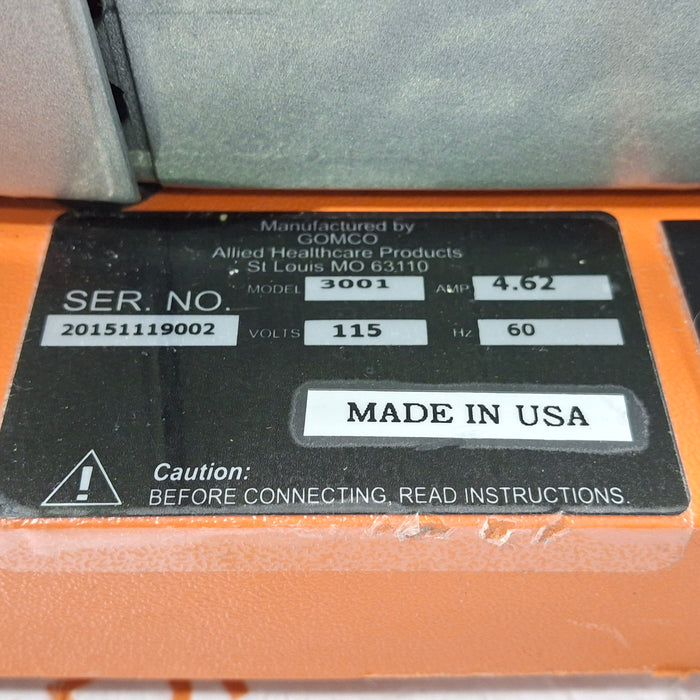 Manufactured by
GOMCO
Allied Healthcare Products
St Louis MO 63110
MODEL 3001 AMP 4.62
SER. NO.
20151119002 VOLTS 115 Hz 60
MADE IN USA
!
Caution:
BEFORE CONNECTING, READ INSTRUCTIONS.